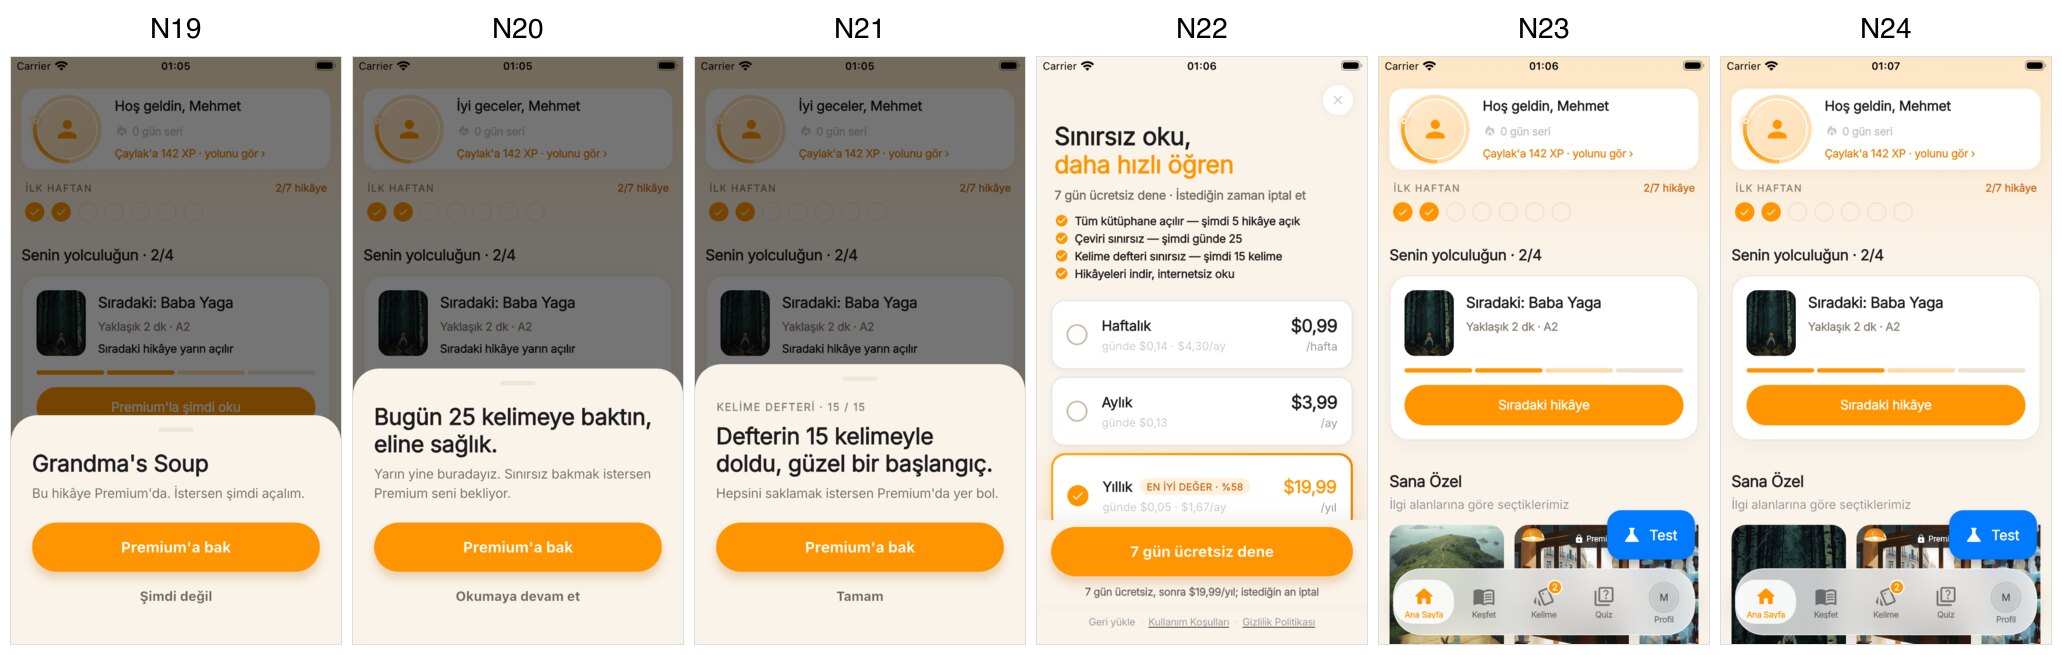 N19
Carrier 01:05
Hoş geldin, Mehmet
0 gün seri
Çaylak'a 142 XP · yolunu gör ›
İLK HAFTAN 2/7 hikâye
Senin yolculuğun · 2/4
Sıradaki: Baba Yaga
Yaklaşık 2 dk · A2
Sıradaki hikâye yarın açılır
Premium'la şimdi oku
Grandma's Soup
Bu hikâye Premium'da. İstersen şimdi açalım.
Premium'a bak
Şimdi değil
N20
Carrier 01:05
İyi geceler, Mehmet
0 gün seri
Çaylak'a 142 XP · yolunu gör ›
İLK HAFTAN 2/7 hikâye
Senin yolculuğun · 2/4
Sıradaki: Baba Yaga
Yaklaşık 2 dk · A2
Sıradaki hikâye yarın açılır
Bugün 25 kelimeye baktın,
eline sağlık.
Yarın yine buradayız. Sınırsız bakmak istersen
Premium seni bekliyor.
Premium'a bak
Okumaya devam et
N21
Carrier 01:05
İyi geceler, Mehmet
0 gün seri
Çaylak'a 142 XP · yolunu gör ›
İLK HAFTAN 2/7 hikâye
Senin yolculuğun · 2/4
Sıradaki: Baba Yaga
Yaklaşık 2 dk · A2
Sıradaki hikâye yarın açılır
KELİME DEFTERİ · 15 / 15
Defterin 15 kelimeyle
doldu, güzel bir başlangıç.
Hepsini saklamak istersen Premium'da yer bol.
Premium'a bak
Tamam
N22
Carrier 01:06
Sınırsız oku,
daha hızlı öğren
7 gün ücretsiz dene · İstediğin zaman iptal et
Tüm kütüphane açılır — şimdi 5 hikâye açık
Çeviri sınırsız — şimdi günde 25
Kelime defteri sınırsız — şimdi 15 kelime
Hikâyeleri indir, internetsiz oku
Haftalık $0,99
günde $0,14 · $4,30/ay /hafta
Aylık $3,99
günde $0,13 /ay
Yıllık EN İYİ DEĞER · %58 $19,99
günde $0,05 · $1,67/ay /yıl
7 gün ücretsiz dene
7 gün ücretsiz, sonra $19,99/yıl; istediğin an iptal
Geri yükle · Kullanım Koşulları · Gizlilik Politikası
N23
Carrier 01:06
Hoş geldin, Mehmet
0 gün seri
Çaylak'a 142 XP · yolunu gör ›
İLK HAFTAN 2/7 hikâye
Senin yolculuğun · 2/4
Sıradaki: Baba Yaga
Yaklaşık 2 dk · A2
Sıradaki hikâye
Sana Özel
İlgi alanlarına göre seçtiklerimiz
Test
2 M
Ana Sayfa Keşfet Kelime Quiz Profil
N24
Carrier 01:07
Hoş geldin, Mehmet
0 gün seri
Çaylak'a 142 XP · yolunu gör ›
İLK HAFTAN 2/7 hikâye
Senin yolculuğun · 2/4
Sıradaki: Baba Yaga
Yaklaşık 2 dk · A2
Sıradaki hikâye
Sana Özel
İlgi alanlarına göre seçtiklerimiz
Test
2 M
Ana Sayfa Keşfet Kelime Quiz Profil